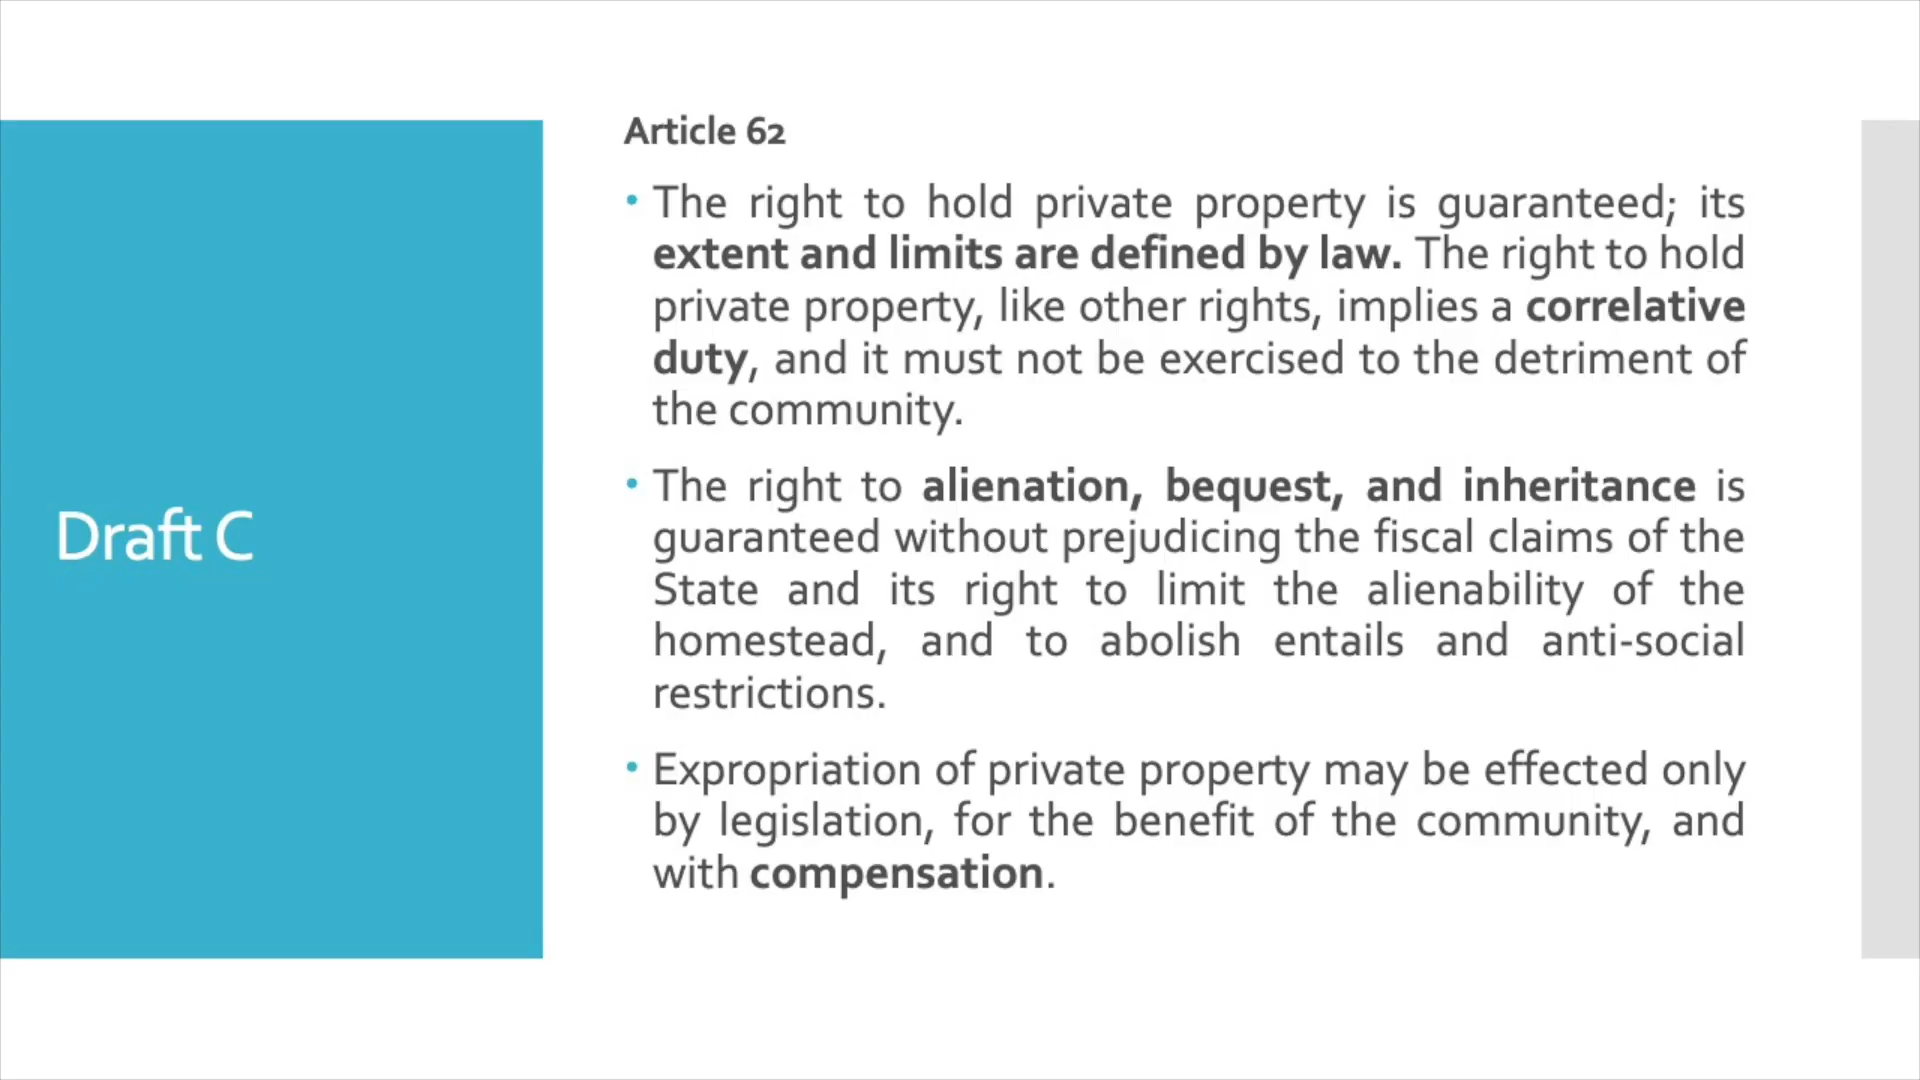 Draft C
Article 62
• The right to hold private property is guaranteed; its
extent and limits are defined by law. The right to hold
private property, like other rights, implies a correlative
duty, and it must not be exercised to the detriment of
the community.
• The right to alienation, bequest, and inheritance is
guaranteed without prejudicing the fiscal claims of the
State and its right to limit the alienability of the
homestead, and to abolish entails and anti-social
restrictions.
• Expropriation of private property may be effected only
by legislation, for the benefit of the community, and
with compensation.